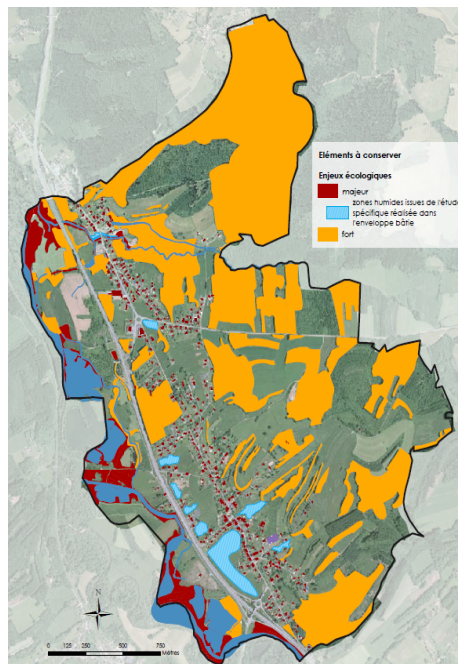 Eléments à conserver
Enjeux écologiques
majeur
zones humides issues de l'étude
spécifique réalisée dans
l'enveloppe bâtie
fort
N
0 125 250 500 750
Mètres